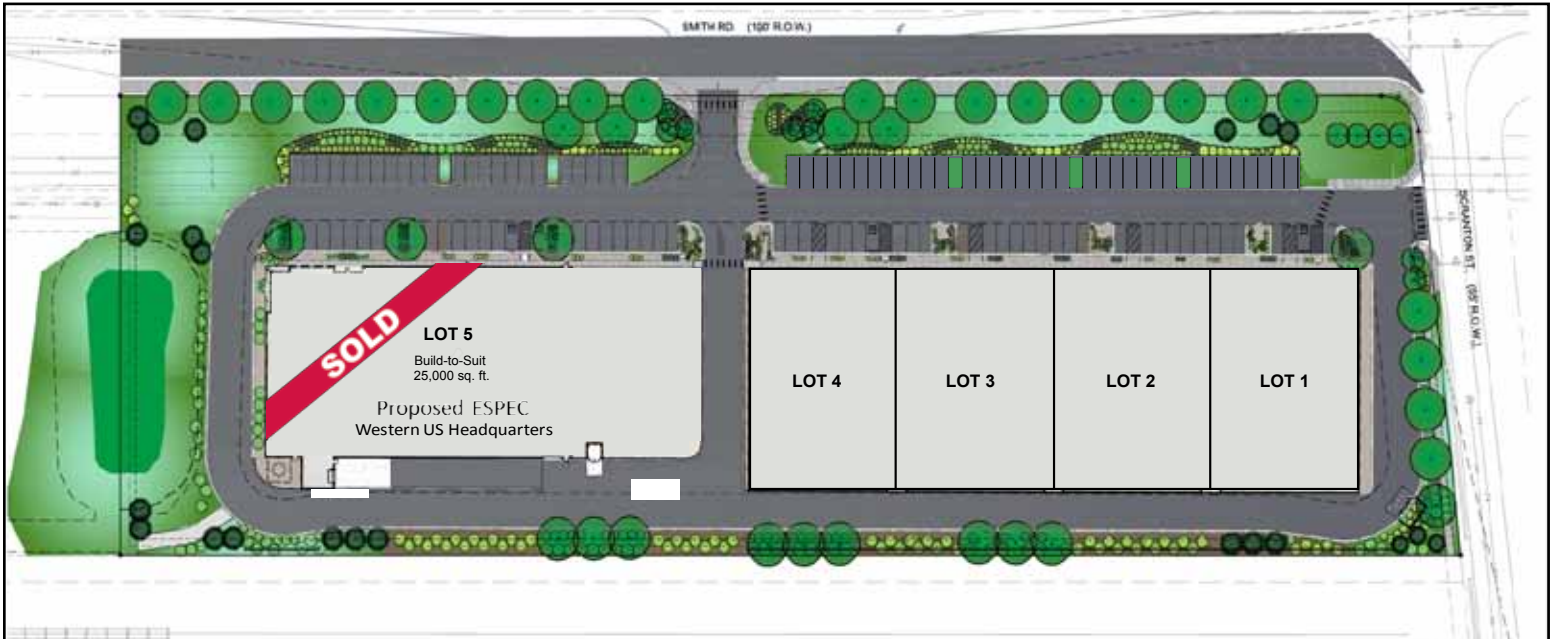 SMITH RD. (100' R.O.W.)
SCRANTON ST. (65' R.O.W.)
SOLD
LOT 5
Build-to-Suit
25,000 sq. ft.
Proposed ESPEC
Western US Headquarters
LOT 4
LOT 3
LOT 2
LOT 1